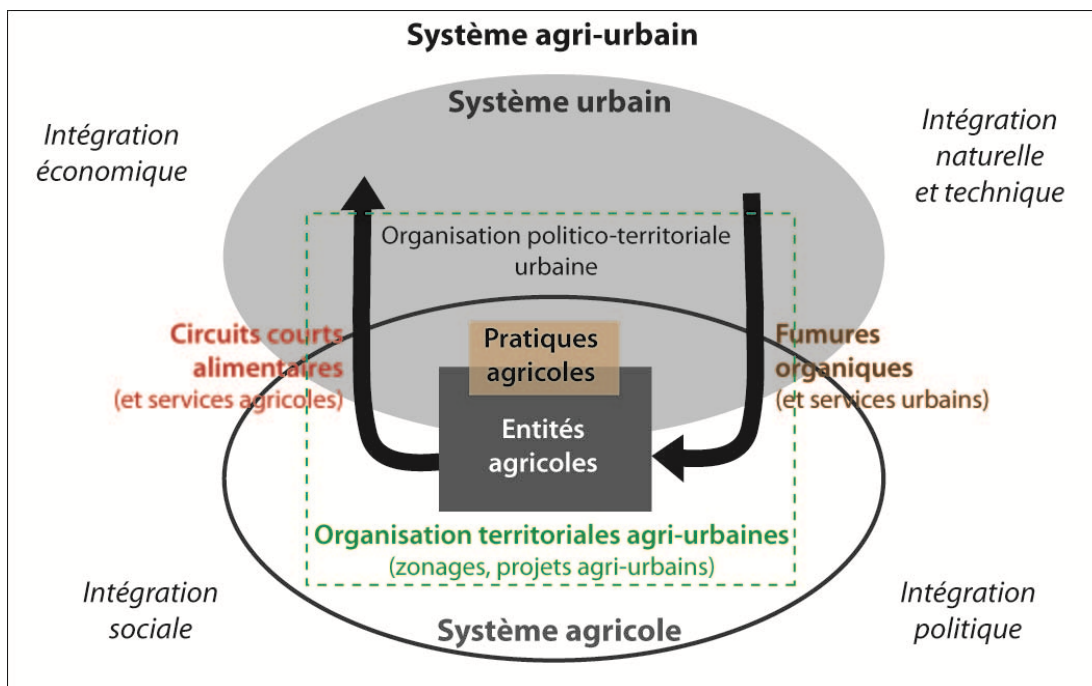 Système agri-urbain
Système urbain
Intégration
économique
Intégration
naturelle
et technique
Organisation politico-territoriale
urbaine
Circuits courts
alimentaires
(et services agricoles)
Pratiques
agricoles
Fumures
organiques
(et services urbains)
Entités
agricoles
Organisation territoriales agri-urbaines
(zonages, projets agri-urbains)
Intégration
sociale
Système agricole
Intégration
politique